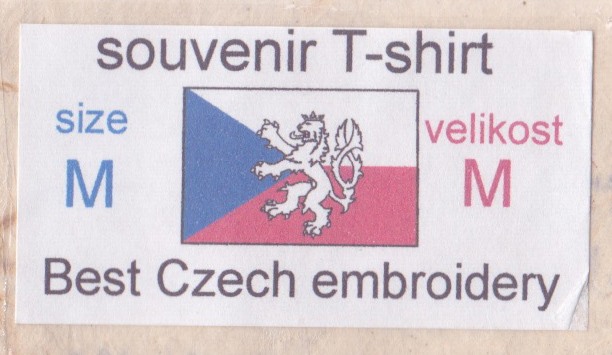 souvenir T-shirt
size
M
velikost
M
Best Czech embroidery